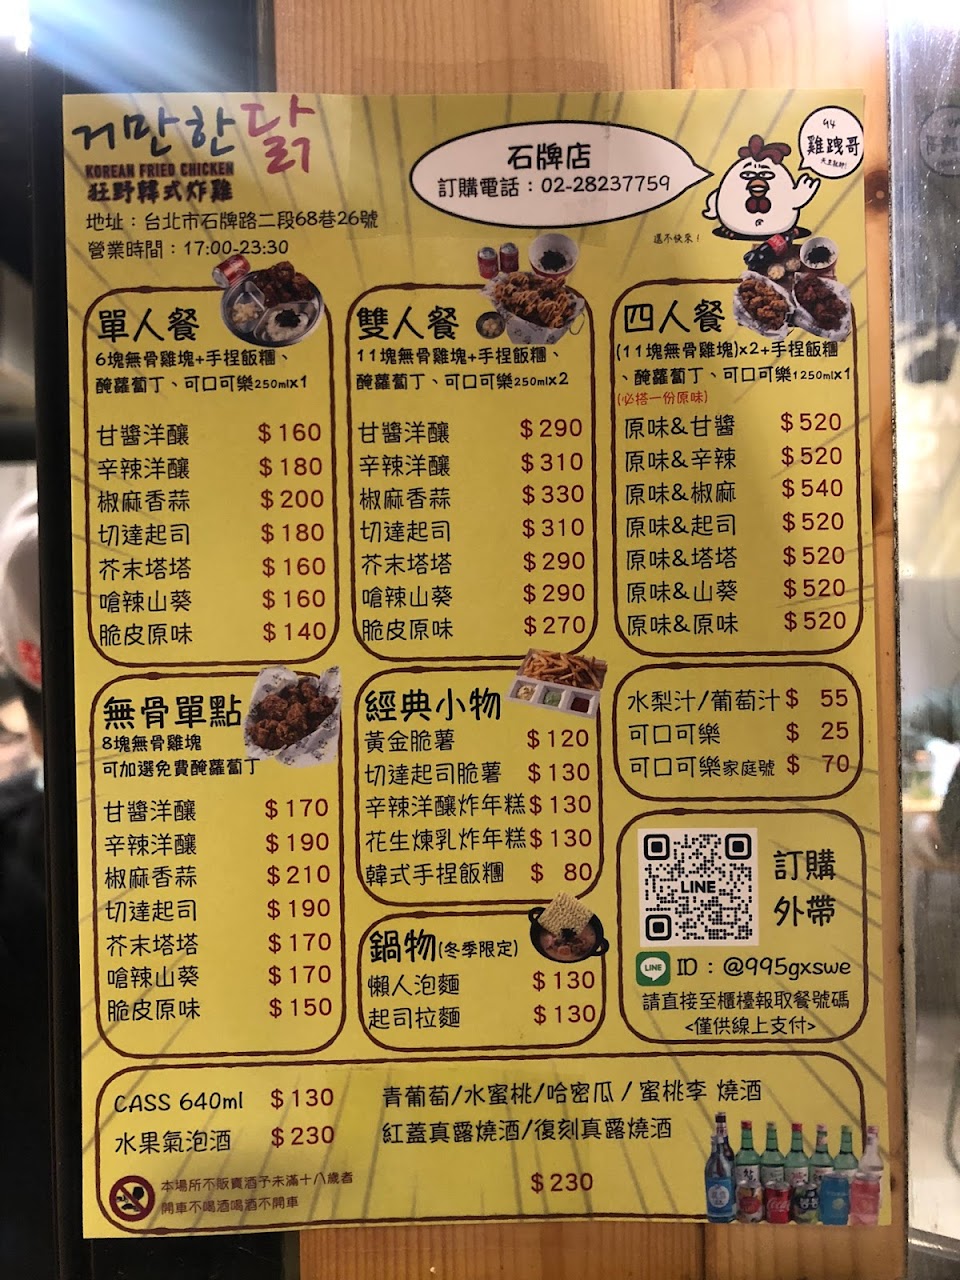 거만한닭
KOREAN FRIED CHICKEN
狂野韓式炸雞
地址：台北市石牌路二段68巷26號
營業時間：17:00-23:30
石牌店
訂購電話：02-28237759
94
雞跩哥
還不快來！
單人餐
6塊無骨雞塊+手捏飯糰、
醃蘿蔔丁、可口可樂250mlx1
甘醬洋釀 $160
辛辣洋釀 $180
椒麻香蒜 $200
切達起司 $180
芥末塔塔 $160
嗆辣山葵 $160
脆皮原味 $140
雙人餐
11塊無骨雞塊+手捏飯糰、
醃蘿蔔丁、可口可樂250mlx2
甘醬洋釀 $290
辛辣洋釀 $310
椒麻香蒜 $330
切達起司 $310
芥末塔塔 $290
嗆辣山葵 $290
脆皮原味 $270
四人餐
(11塊無骨雞塊)x2+手捏飯糰
、醃蘿蔔丁、可口可樂1250mlx1
(必搭一份原味)
原味&甘醬 $520
原味&辛辣 $520
原味&椒麻 $540
原味&起司 $520
原味&塔塔 $520
原味&山葵 $520
原味&原味 $520
無骨單點
8塊無骨雞塊
可加選免費醃蘿蔔丁
甘醬洋釀 $170
辛辣洋釀 $190
椒麻香蒜 $210
切達起司 $190
芥末塔塔 $170
嗆辣山葵 $170
脆皮原味 $150
經典小物
黃金脆薯 $120
切達起司脆薯 $130
辛辣洋釀炸年糕 $130
花生煉乳炸年糕 $130
韓式手捏飯糰 $ 80
鍋物(冬季限定)
懶人泡麵 $130
起司拉麵 $130
水梨汁/葡萄汁 $ 55
可口可樂 $ 25
可口可樂家庭號 $ 70
LINE
訂購
外帶
LINE ID：@995gxswe
請直接至櫃檯報取餐號碼
<僅供線上支付>
CASS 640ml $130
水果氣泡酒 $230
青葡萄/水蜜桃/哈密瓜/蜜桃李 燒酒
紅蓋真露燒酒/復刻真露燒酒
$230
本場所不販賣酒予未滿十八歲者
開車不喝酒喝酒不開車